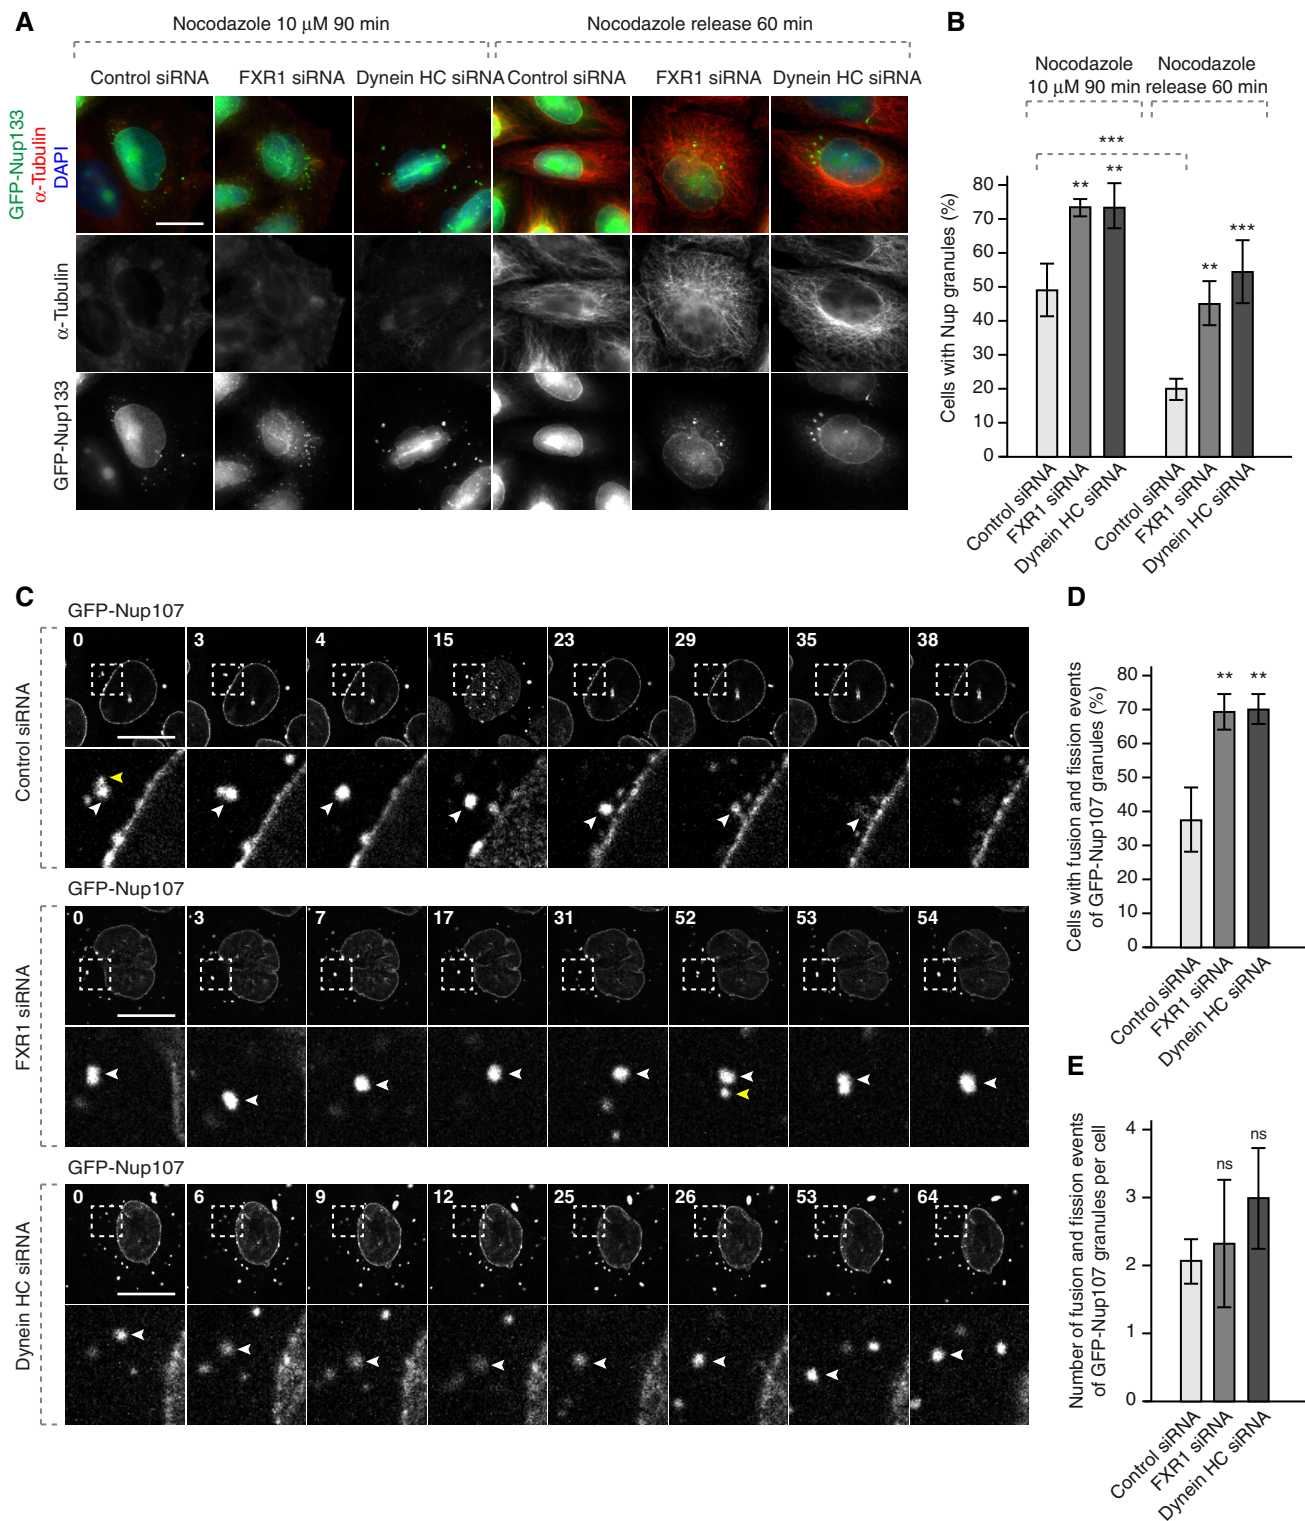 A
Nocodazole 10 µM 90 min
Nocodazole release 60 min
Control siRNA
FXR1 siRNA
Dynein HC siRNA
Control siRNA
FXR1 siRNA
Dynein HC siRNA
GFP-Nup133
α-Tubulin
DAPI
α-Tubulin
GFP-Nup133
B
Nocodazole
10 µM 90 min
Nocodazole
release 60 min
Cells with Nup granules (%)
80
70
60
50
40
30
20
10
0
***
**
**
**
***
Control siRNA
FXR1 siRNA
Dynein HC siRNA
Control siRNA
FXR1 siRNA
Dynein HC siRNA
C
GFP-Nup107
Control siRNA
0
3
4
15
23
29
35
38
GFP-Nup107
FXR1 siRNA
0
3
7
17
31
52
53
54
GFP-Nup107
Dynein HC siRNA
0
6
9
12
25
26
53
64
D
Cells with fusion and fission events
of GFP-Nup107 granules (%)
80
70
60
50
40
30
20
10
0
**
**
Control siRNA
FXR1 siRNA
Dynein HC siRNA
E
Number of fusion and fission events
of GFP-Nup107 granules per cell
4
3
2
1
0
ns
ns
Control siRNA
FXR1 siRNA
Dynein HC siRNA